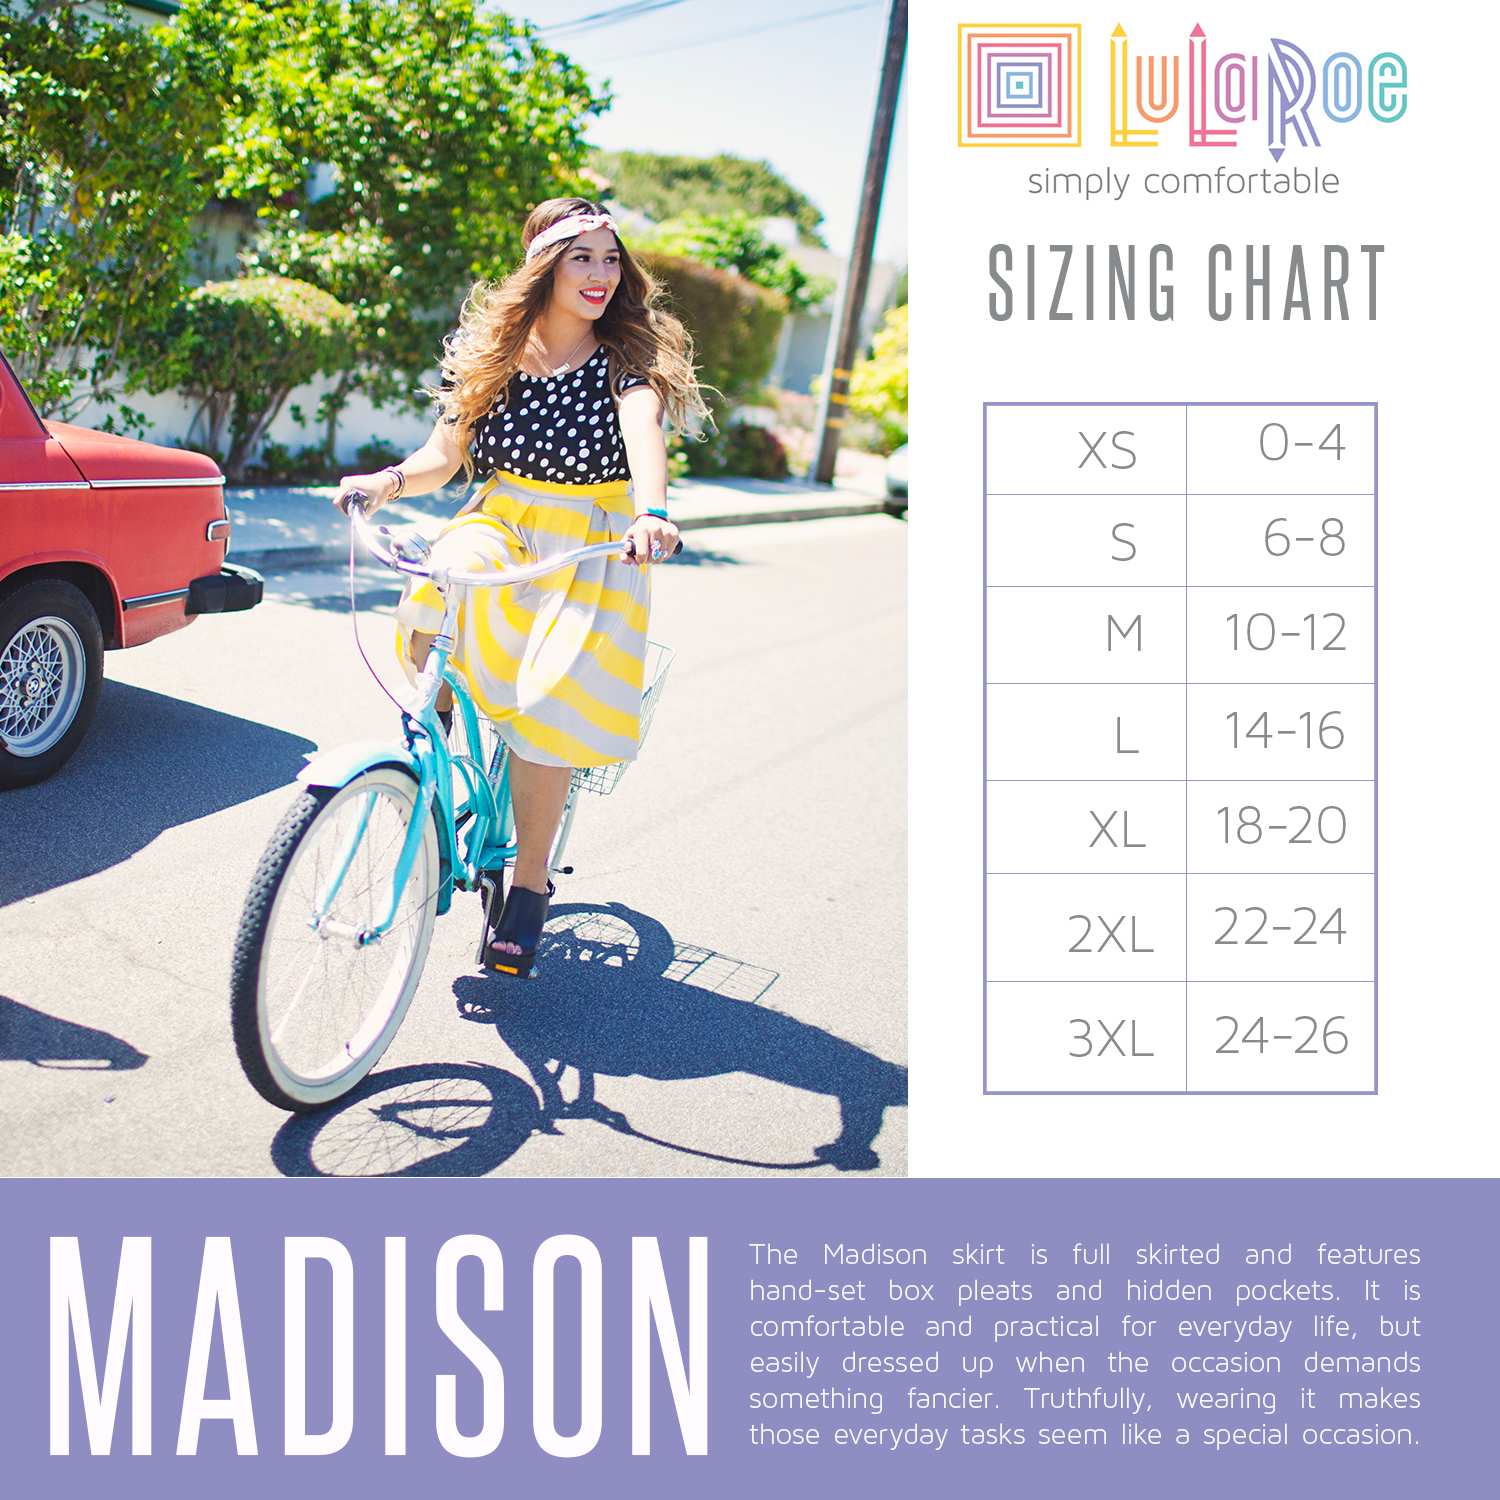 LuLaRoe
simply comfortable
SIZING CHART
XS 0-4
S 6-8
M 10-12
L 14-16
XL 18-20
2XL 22-24
3XL 24-26
MADISON
The Madison skirt is full skirted and features
hand-set box pleats and hidden pockets. It is
comfortable and practical for everyday life, but
easily dressed up when the occasion demands
something fancier. Truthfully, wearing it makes
those everyday tasks seem like a special occasion.